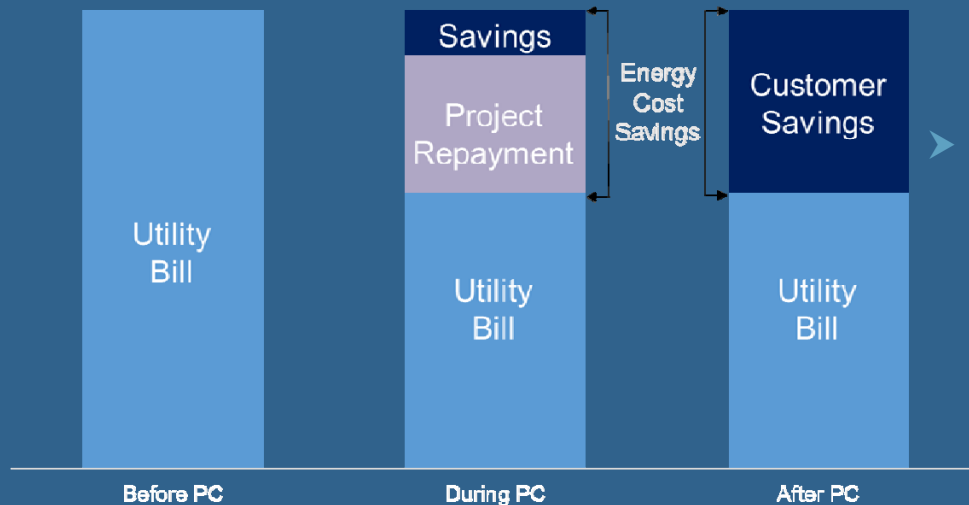 Utility
Bill
Savings
Project
Repayment
Utility
Bill
Energy
Cost
Savings
Customer
Savings
Utility
Bill
Before PC
During PC
After PC